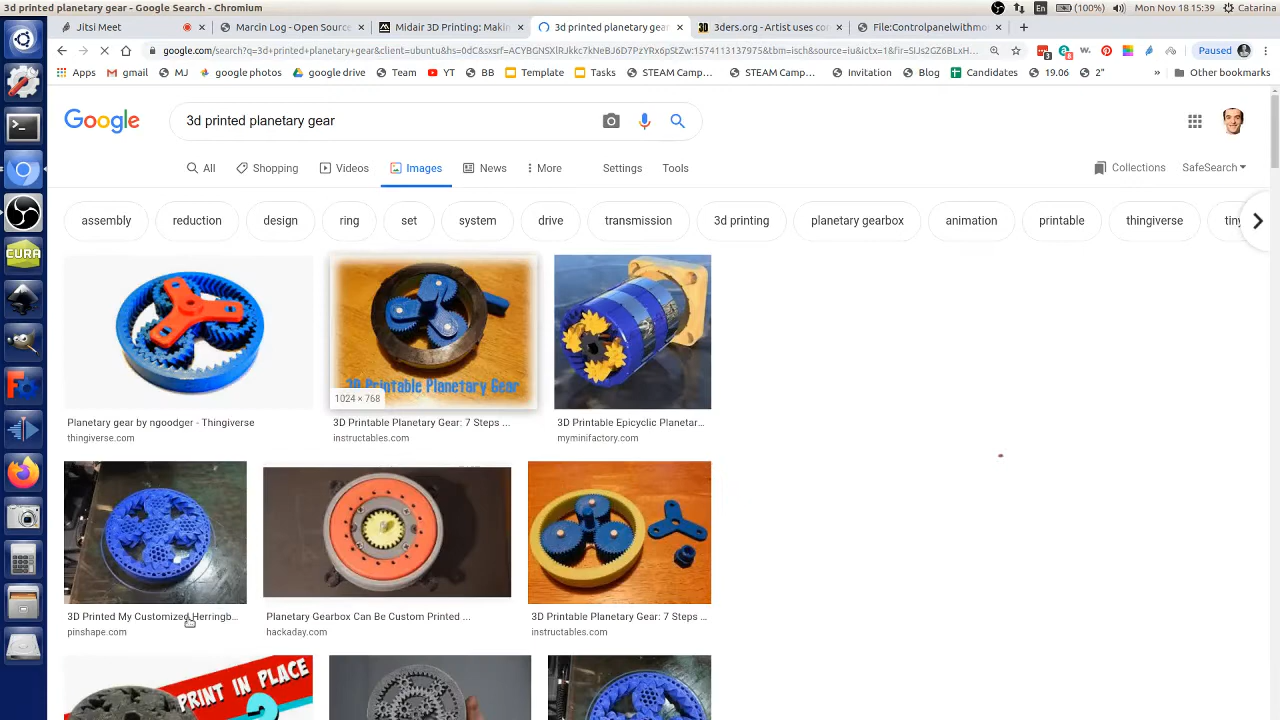 3d printed planetary gear - Google Search - Chromium
En (100%) Mon Nov 18 15:39 Catarina
Jitsi Meet × Marcin Log - Open Source × Midair 3D Printing: Makin × 3d printed planetary gear × 3ders.org - Artist uses co × File:Controlpanelwithmo × +
Paused
Apps gmail MJ googtphotos google drive Team YT BB Template Tasks STEAM Camp... STEAM Camp... Invitation Blog Candidates 19.06 2" » Other bookmarks
Google 3d printed planetary gear
All Shopping Videos Images News More Settings Tools Collections SafeSearch
assembly reduction design ring set system drive transmission 3d printing planetary gearbox animation printable thingiverse tiny
3D Printable Planetary Gear
1024 × 768
Planetary gear by ngoodger - Thingiverse 3D Printable Planetary Gear: 7 Steps ... 3D Printable Epicyclic Planetar...
thingiverse.com instructables.com myminifactory.com
3D Printed My Customized Herringb... Planetary Gearbox Can Be Custom Printed ... 3D Printable Planetary Gear: 7 Steps ...
pinshape.com hackaday.com instructables.com
PRINT IN PLACE
CURA